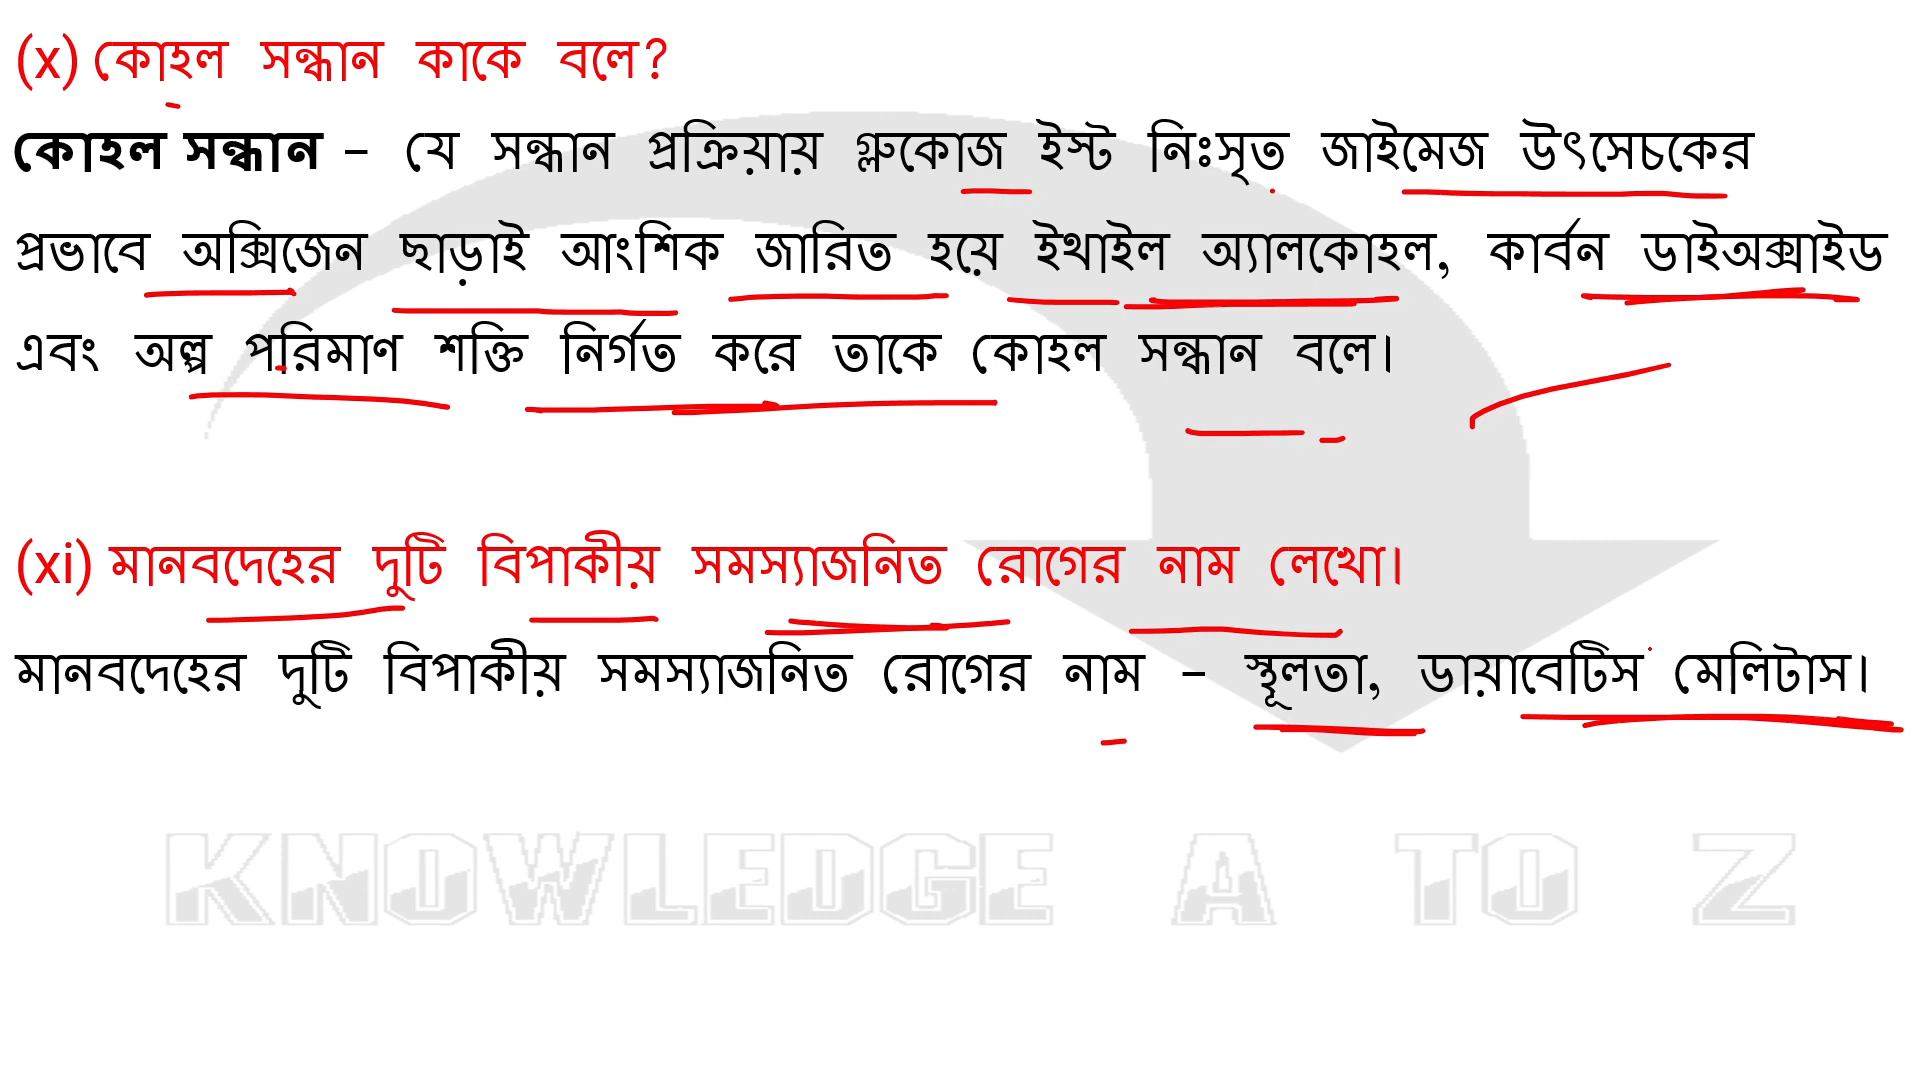 (x) কোহল সন্ধান কাকে বলে?
কোহল সন্ধান – যে সন্ধান প্রক্রিয়ায় গ্লুকোজ ইস্ট নিঃসৃত জাইমেজ উৎসেচকের
প্রভাবে অক্সিজেন ছাড়াই আংশিক জারিত হয়ে ইথাইল অ্যালকোহল, কার্বন ডাইঅক্সাইড
এবং অল্প পরিমাণ শক্তি নির্গত করে তাকে কোহল সন্ধান বলে।
(xi) মানবদেহের দুটি বিপাকীয় সমস্যাজনিত রোগের নাম লেখো।
মানবদেহের দুটি বিপাকীয় সমস্যাজনিত রোগের নাম – স্থূলতা, ডায়াবেটিস মেলিটাস।
KNOWLEDGE A TO Z